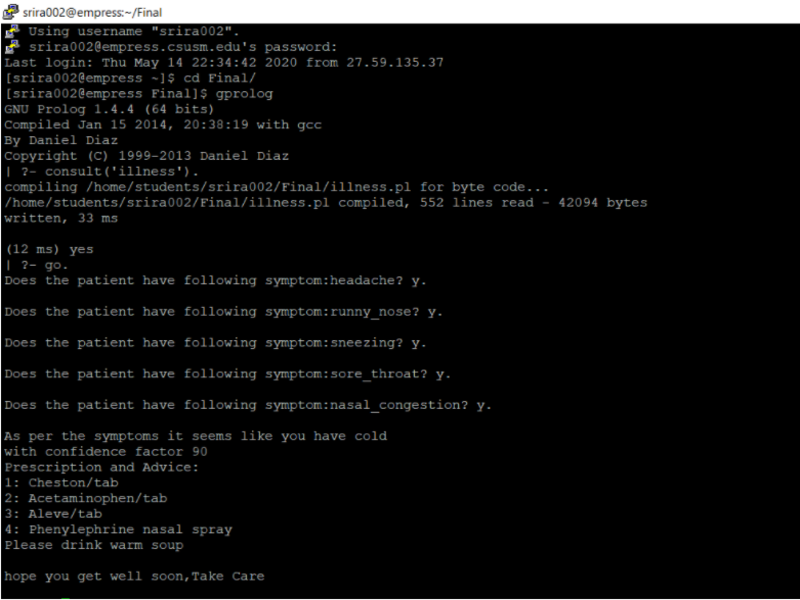 srira002@empress:~/Final
Using username "srira002".
srira002@empress.csusm.edu's password:
Last login: Thu May 14 22:34:42 2020 from 27.59.135.37
[srira002@empress ~]$ cd Final/
[srira002@empress Final]$ gprolog
GNU Prolog 1.4.4 (64 bits)
Compiled Jan 15 2014, 20:38:19 with gcc
By Daniel Diaz
Copyright (C) 1999-2013 Daniel Diaz
| ?- consult('illness').
compiling /home/students/srira002/Final/illness.pl for byte code...
/home/students/srira002/Final/illness.pl compiled, 552 lines read - 42094 bytes
written, 33 ms
(12 ms) yes
| ?- go.
Does the patient have following symptom:headache? y.
Does the patient have following symptom:runny_nose? y.
Does the patient have following symptom:sneezing? y.
Does the patient have following symptom:sore_throat? y.
Does the patient have following symptom:nasal_congestion? y.
As per the symptoms it seems like you have cold
with confidence factor 90
Prescription and Advice:
1: Cheston/tab
2: Acetaminophen/tab
3: Aleve/tab
4: Phenylephrine nasal spray
Please drink warm soup
hope you get well soon,Take Care